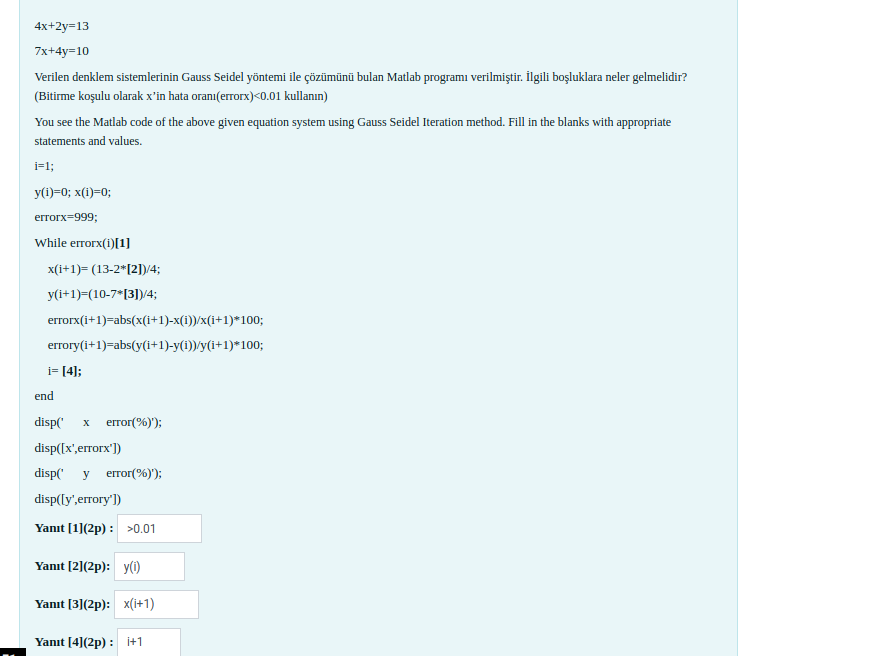 4x+2y=13
7x+4y=10
Verilen denklem sistemlerinin Gauss Seidel yöntemi ile çözümünü bulan Matlab programı verilmiştir. İlgili boşluklara neler gelmelidir?
(Bitirme koşulu olarak x'in hata oranı(errorx)<0.01 kullanın)
You see the Matlab code of the above given equation system using Gauss Seidel Iteration method. Fill in the blanks with appropriate
statements and values.
i=1;
y(i)=0; x(i)=0;
errorx=999;
While errorx(i)[1]
x(i+1)= (13-2*[2])/4;
y(i+1)=(10-7*[3])/4;
errorx(i+1)=abs(x(i+1)-x(i))/x(i+1)*100;
errory(i+1)=abs(y(i+1)-y(i))/y(i+1)*100;
i= [4];
end
disp(' x error(%)');
disp([x',errorx'])
disp(' y error(%)');
disp([y',errory'])
Yanıt [1](2p) : >0.01
Yanıt [2](2p): y(i)
Yanıt [3](2p): x(i+1)
Yanıt [4](2p) : i+1